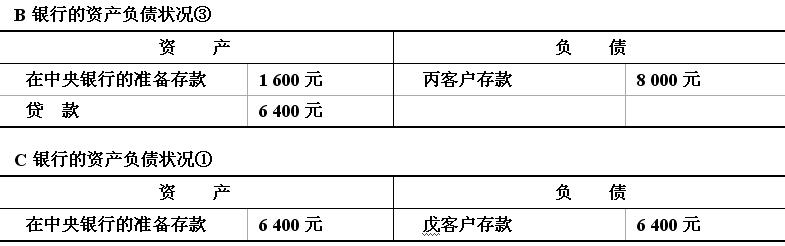 B 银行的资产负债状况③
资 产 负 债
在中央银行的准备存款 1 600 元 丙客户存款 8 000 元
贷 款 6 400 元
C 银行的资产负债状况①
资 产 负 债
在中央银行的准备存款 6 400 元 戊客户存款 6 400 元